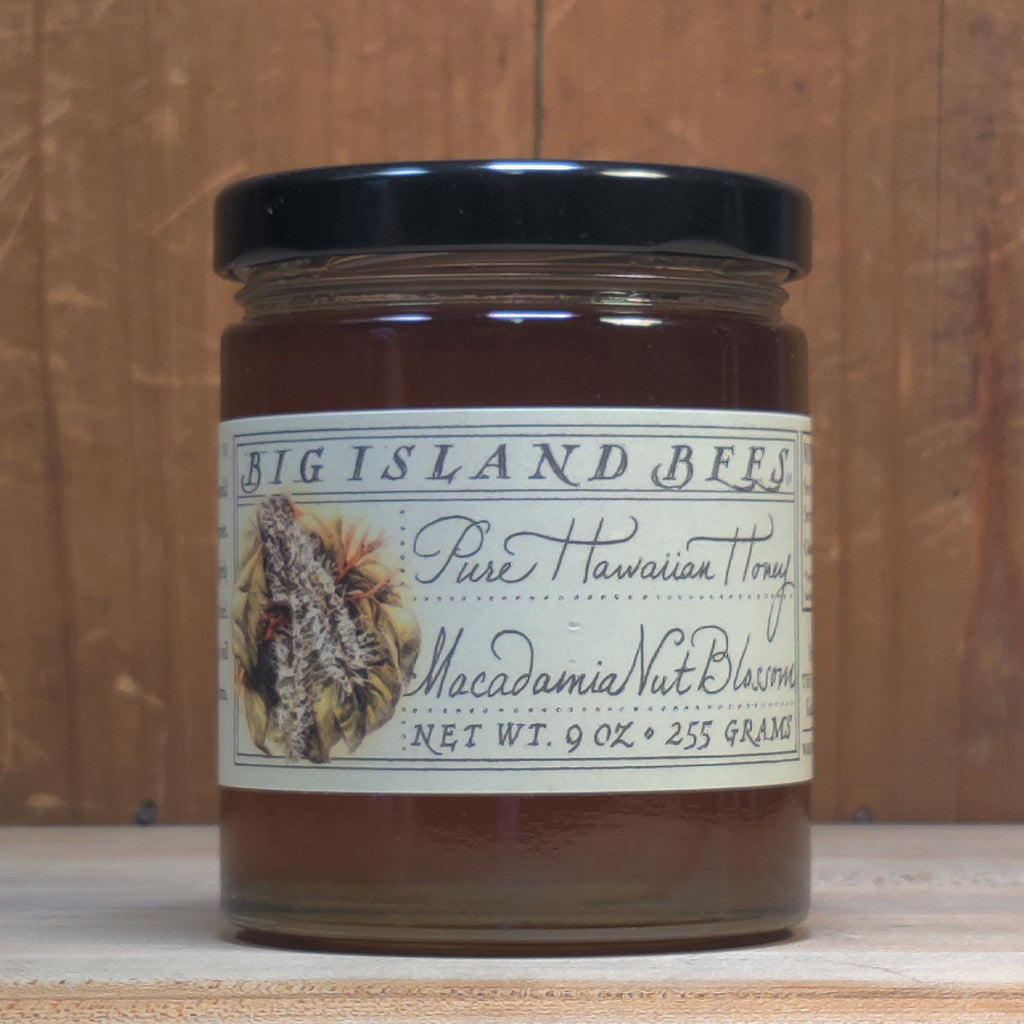 BIG ISLAND BEES
Pure Hawaiian Honey
Macadamia Nut Blossom
NET WT. 9 OZ • 255 GRAMS